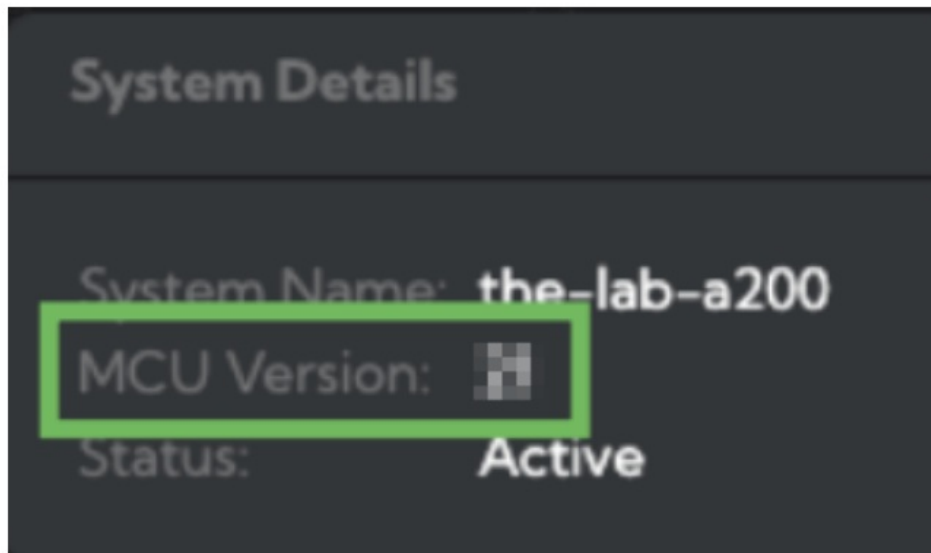 System Details
System Name: the-lab-a200
MCU Version:
Status: Active